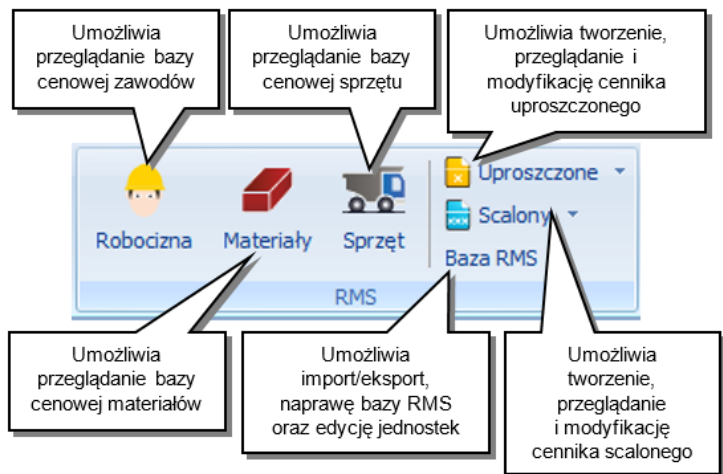 Umożliwia
przeglądanie bazy
cenowej zawodów
Umożliwia
przeglądanie bazy
cenowej sprzętu
Umożliwia tworzenie,
przeglądanie i
modyfikację cennika
uproszczonego
Robocizna
Materiały
Sprzęt
Uproszczone
Scalony
Baza RMS
RMS
Umożliwia
przeglądanie bazy
cenowej materiałów
Umożliwia
import/eksport,
naprawę bazy RMS
oraz edycję jednostek
Umożliwia
tworzenie,
przeglądanie
i modyfikację
cennika scalonego